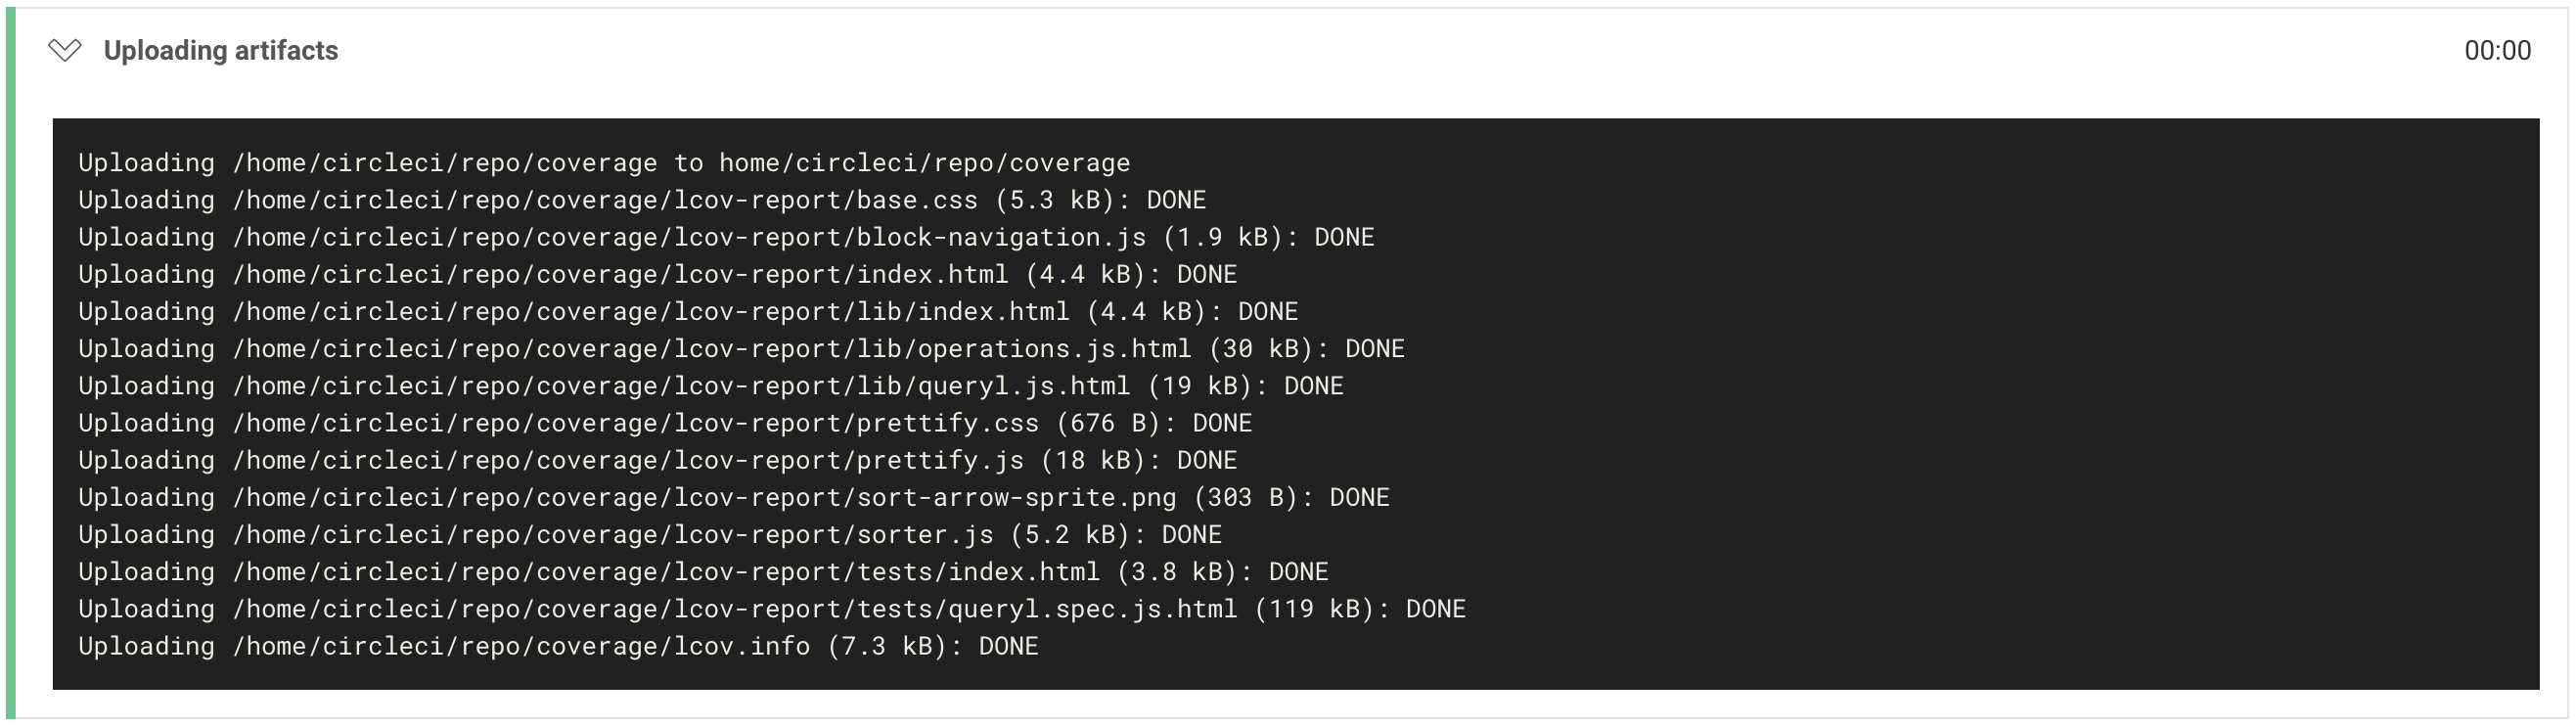 Uploading artifacts 00:00
Uploading /home/circleci/repo/coverage to home/circleci/repo/coverage
Uploading /home/circleci/repo/coverage/lcov-report/base.css (5.3 kB): DONE
Uploading /home/circleci/repo/coverage/lcov-report/block-navigation.js (1.9 kB): DONE
Uploading /home/circleci/repo/coverage/lcov-report/index.html (4.4 kB): DONE
Uploading /home/circleci/repo/coverage/lcov-report/lib/index.html (4.4 kB): DONE
Uploading /home/circleci/repo/coverage/lcov-report/lib/operations.js.html (30 kB): DONE
Uploading /home/circleci/repo/coverage/lcov-report/lib/queryl.js.html (19 kB): DONE
Uploading /home/circleci/repo/coverage/lcov-report/prettify.css (676 B): DONE
Uploading /home/circleci/repo/coverage/lcov-report/prettify.js (18 kB): DONE
Uploading /home/circleci/repo/coverage/lcov-report/sort-arrow-sprite.png (303 B): DONE
Uploading /home/circleci/repo/coverage/lcov-report/sorter.js (5.2 kB): DONE
Uploading /home/circleci/repo/coverage/lcov-report/tests/index.html (3.8 kB): DONE
Uploading /home/circleci/repo/coverage/lcov-report/tests/queryl.spec.js.html (119 kB): DONE
Uploading /home/circleci/repo/coverage/lcov.info (7.3 kB): DONE